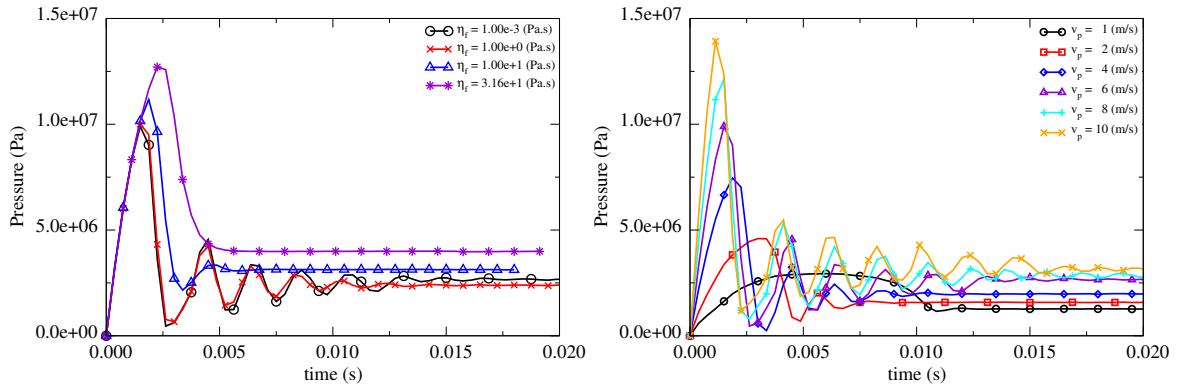 1.5e+07
1.0e+07
5.0e+06
0.0e+00
Pressure (Pa)
0.000
0.005
0.010
0.015
0.020
time (s)
η_f = 1.00e-3 (Pa.s)
η_f = 1.00e+0 (Pa.s)
η_f = 1.00e+1 (Pa.s)
η_f = 3.16e+1 (Pa.s)
1.5e+07
1.0e+07
5.0e+06
0.0e+00
Pressure (Pa)
0.000
0.005
0.010
0.015
0.020
time (s)
v_p = 1 (m/s)
v_p = 2 (m/s)
v_p = 4 (m/s)
v_p = 6 (m/s)
v_p = 8 (m/s)
v_p = 10 (m/s)